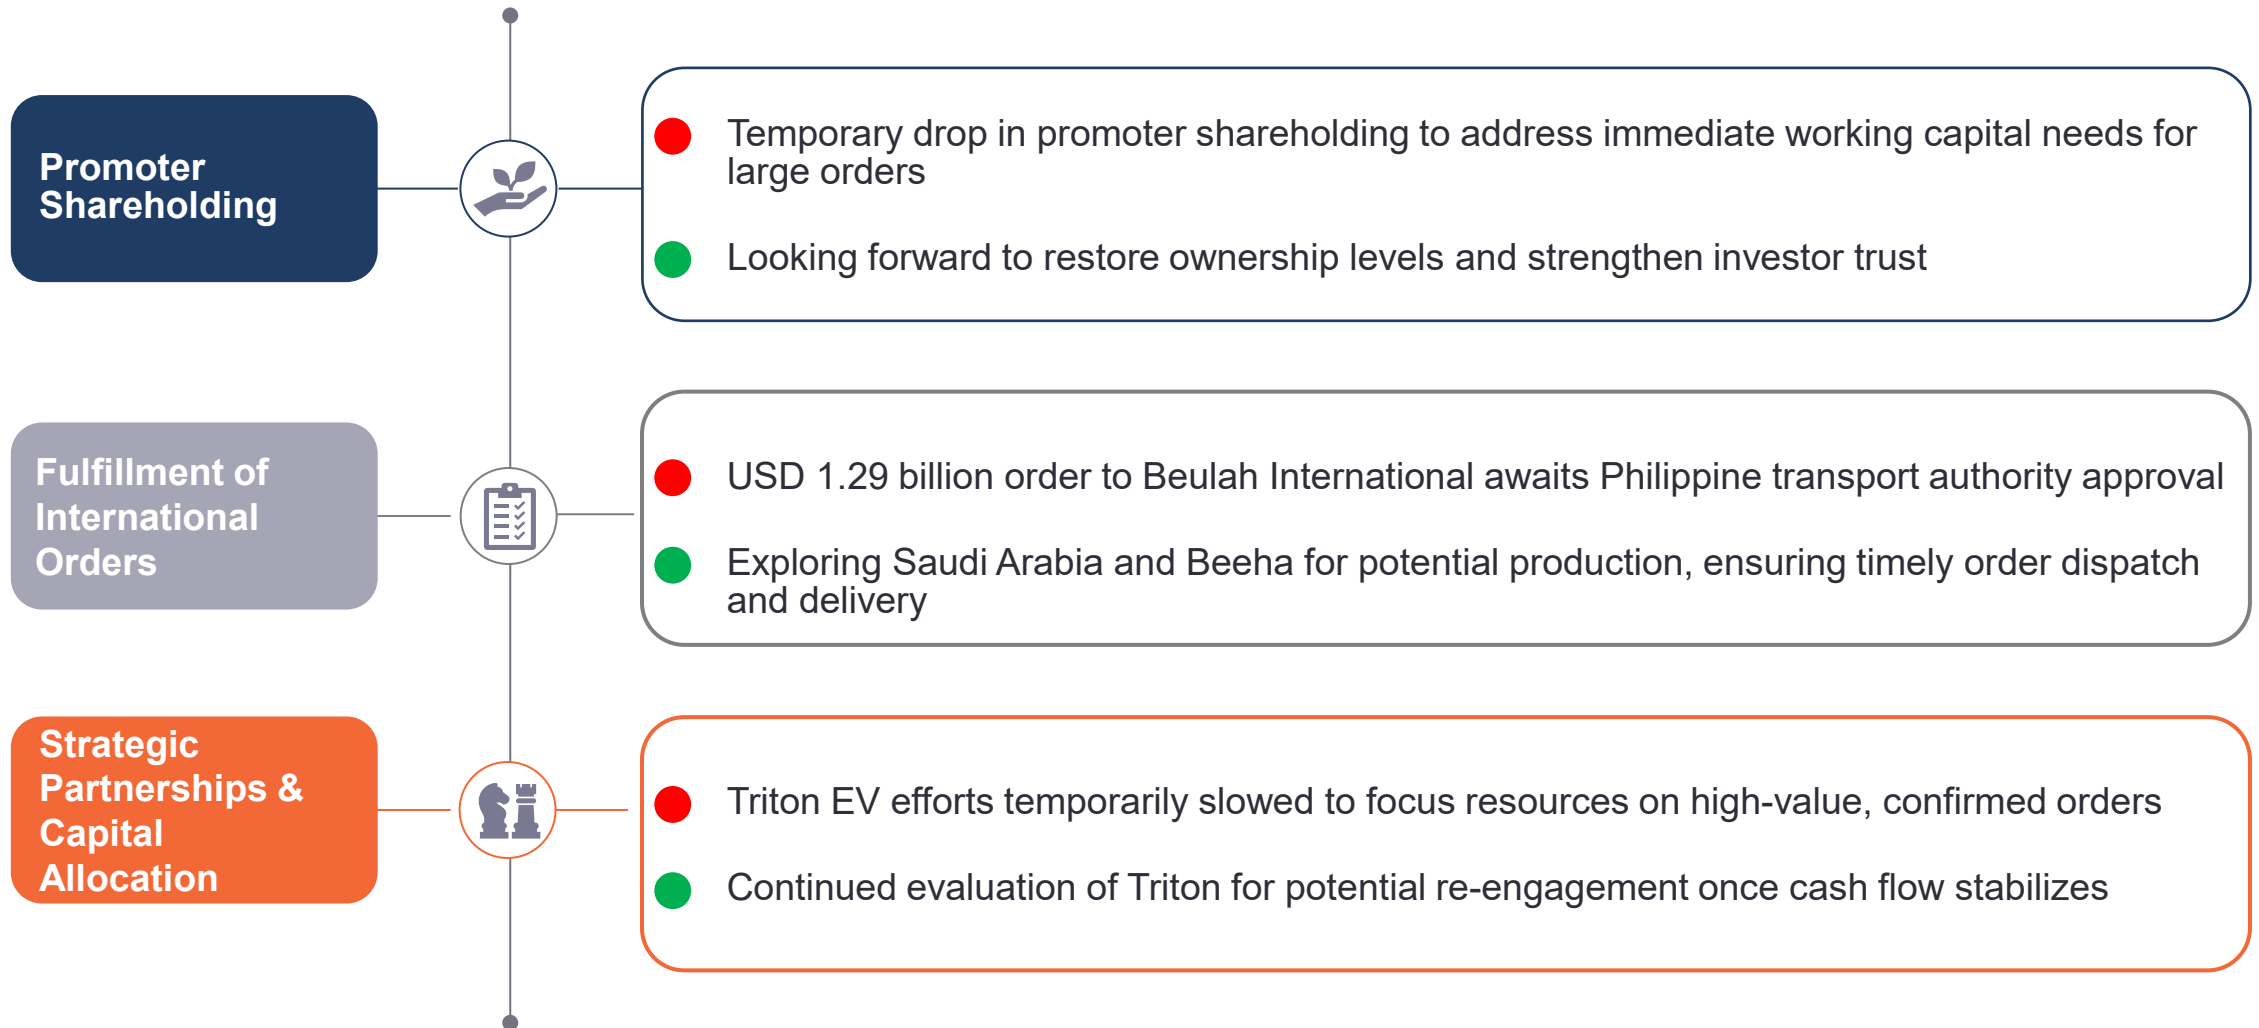 Promoter
Shareholding
Temporary drop in promoter shareholding to address immediate working capital needs for
large orders
Looking forward to restore ownership levels and strengthen investor trust
Fulfillment of
International
Orders
USD 1.29 billion order to Beulah International awaits Philippine transport authority approval
Exploring Saudi Arabia and Beeha for potential production, ensuring timely order dispatch
and delivery
Strategic
Partnerships &
Capital
Allocation
Triton EV efforts temporarily slowed to focus resources on high-value, confirmed orders
Continued evaluation of Triton for potential re-engagement once cash flow stabilizes